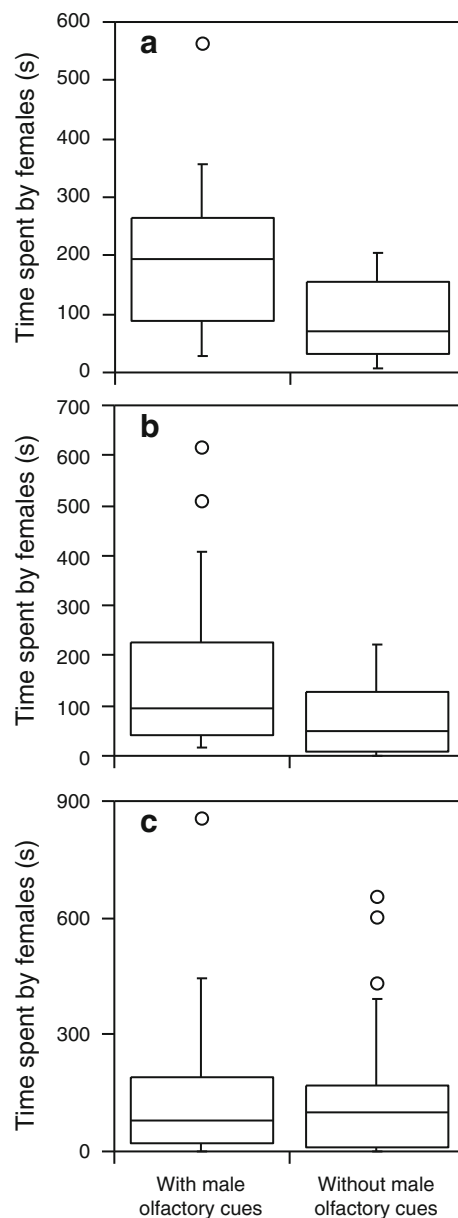 a
Time spent by females (s)
600
500
400
300
200
100
0
b
Time spent by females (s)
700
600
500
400
300
200
100
0
c
Time spent by females (s)
900
600
300
0
With male
olfactory cues
Without male
olfactory cues